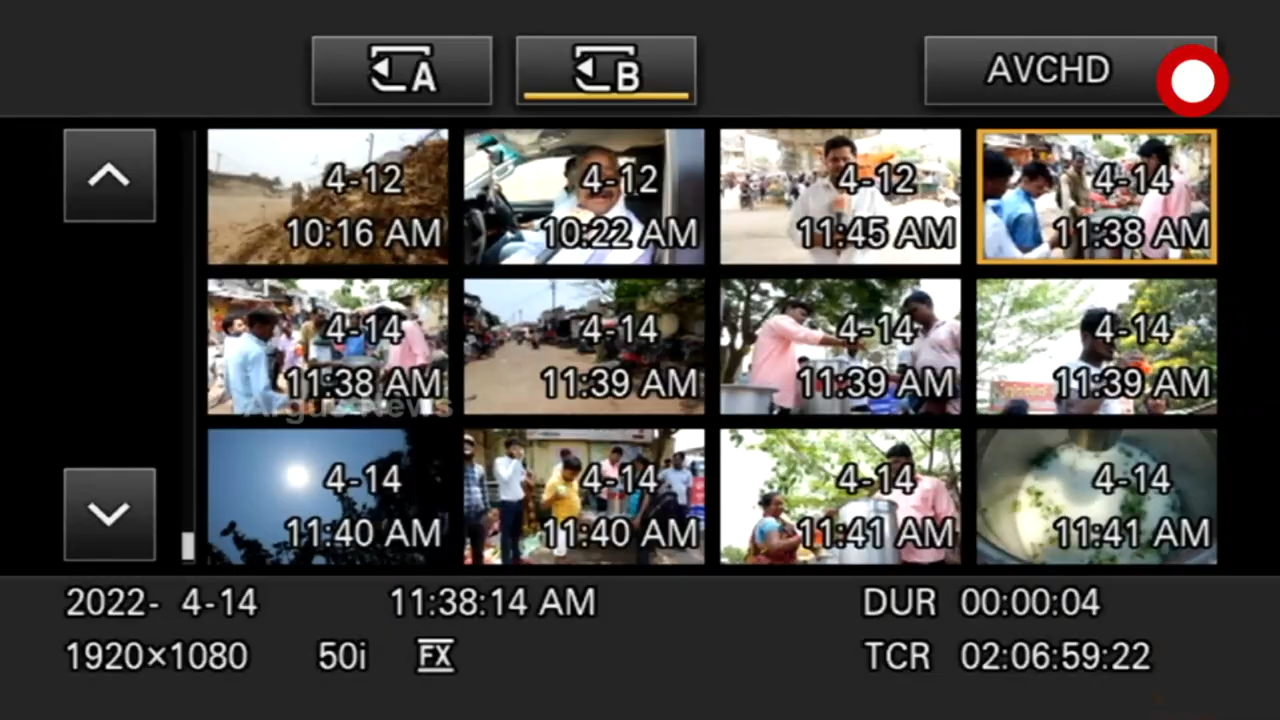 A
B
AVCHD
4-12
10:16 AM
4-12
10:22 AM
4-12
11:45 AM
4-14
11:38 AM
4-14
11:38 AM
4-14
11:39 AM
4-14
11:39 AM
4-14
11:39 AM
Argus News
4-14
11:40 AM
4-14
11:40 AM
4-14
11:41 AM
4-14
11:41 AM
2022- 4-14 11:38:14 AM DUR 00:00:04
1920×1080 50i FX TCR 02:06:59:22